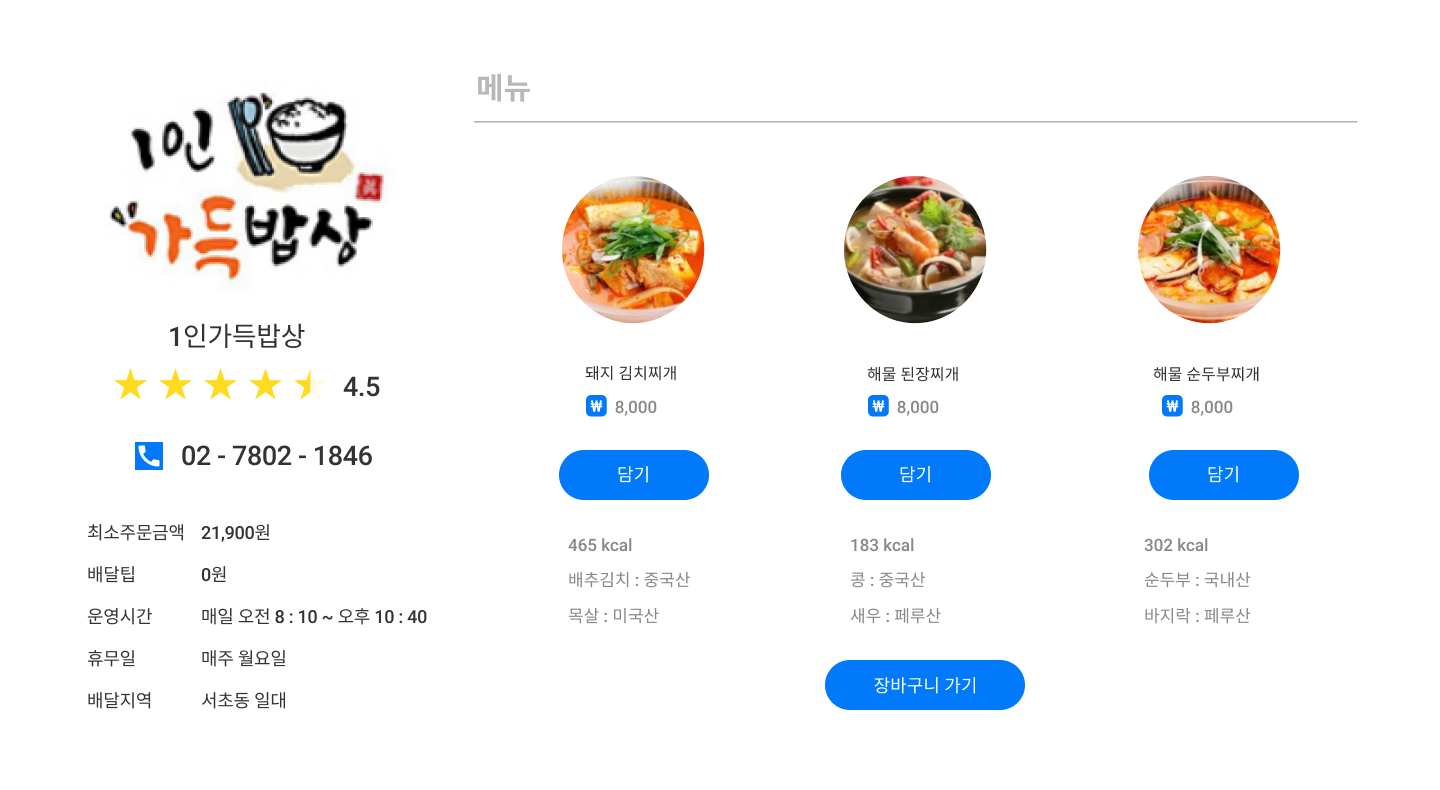 1인
가득밥상
1인가득밥상
4.5
02 - 7802 - 1846
최소주문금액 21,900원
배달팁 0원
운영시간 매일 오전 8 : 10 ~ 오후 10 : 40
휴무일 매주 월요일
배달지역 서초동 일대
메뉴
돼지 김치찌개
₩ 8,000
담기
465 kcal
배추김치 : 중국산
목살 : 미국산
해물 된장찌개
₩ 8,000
담기
183 kcal
콩 : 중국산
새우 : 페루산
해물 순두부찌개
₩ 8,000
담기
302 kcal
순두부 : 국내산
바지락 : 페루산
장바구니 가기